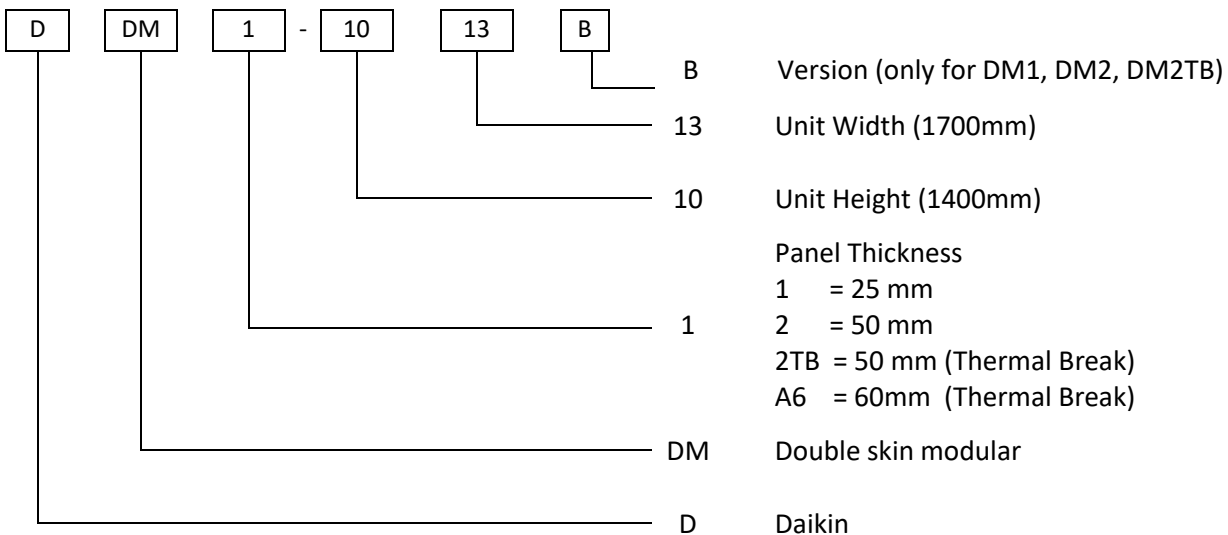 D DM 1 - 10 13 B
B Version (only for DM1, DM2, DM2TB)
13 Unit Width (1700mm)
10 Unit Height (1400mm)
Panel Thickness
1 = 25 mm
1 2 = 50 mm
2TB = 50 mm (Thermal Break)
A6 = 60mm (Thermal Break)
DM Double skin modular
D Daikin